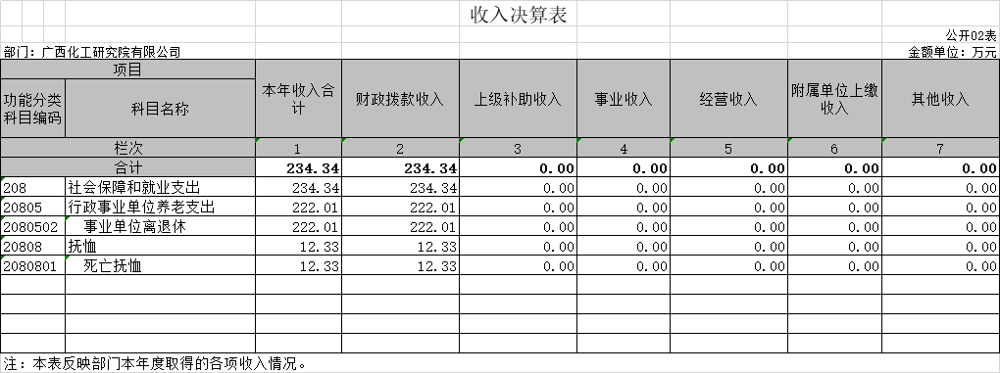 收入决算表
公开02表
部门：广西化工研究院有限公司 金额单位：万元
项目 本年收入合计 财政拨款收入 上级补助收入 事业收入 经营收入 附属单位上缴收入 其他收入
功能分类科目编码 科目名称
栏次 1 2 3 4 5 6 7
合计 234.34 234.34 0.00 0.00 0.00 0.00 0.00
208 社会保障和就业支出 234.34 234.34 0.00 0.00 0.00 0.00 0.00
20805 行政事业单位养老支出 222.01 222.01 0.00 0.00 0.00 0.00 0.00
2080502 事业单位离退休 222.01 222.01 0.00 0.00 0.00 0.00 0.00
20808 抚恤 12.33 12.33 0.00 0.00 0.00 0.00 0.00
2080801 死亡抚恤 12.33 12.33 0.00 0.00 0.00 0.00 0.00
注：本表反映部门本年度取得的各项收入情况。